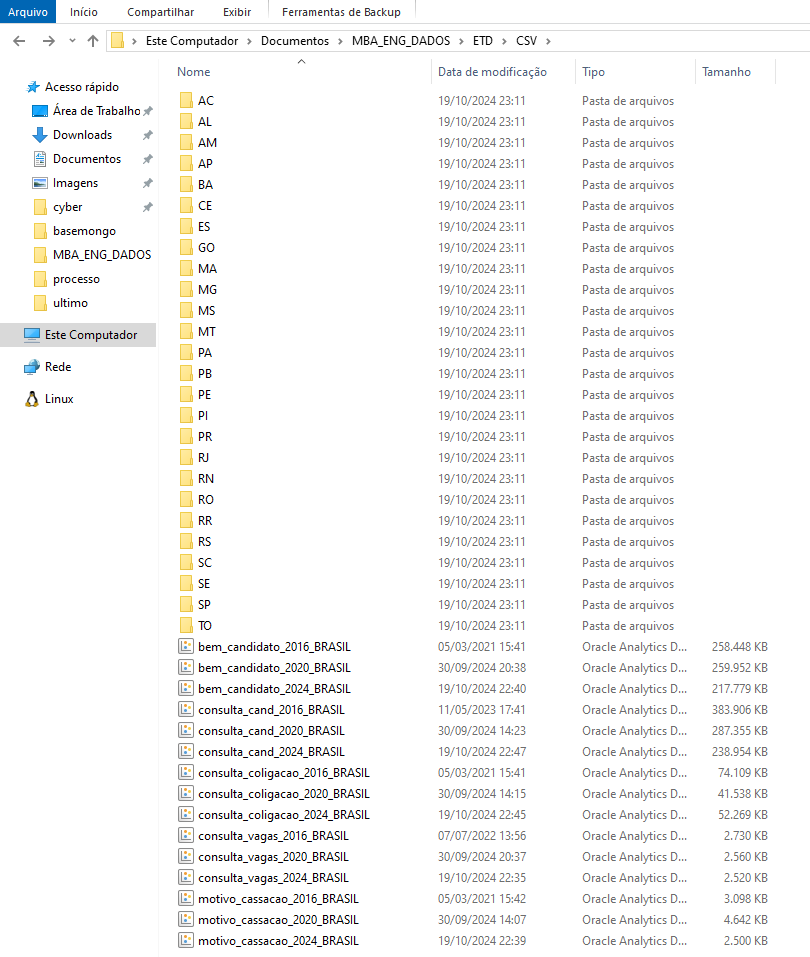 Arquivo Início Compartilhar Exibir Ferramentas de Backup
Este Computador Documentos MBA_ENG_DADOS ETD CSV
Acesso rápido
Área de Trabalho
Downloads
Documentos
Imagens
cyber
basemongo
MBA_ENG_DADOS
processo
ultimo
Este Computador
Rede
Linux
Nome Data de modificação Tipo Tamanho
AC 19/10/2024 23:11 Pasta de arquivos
AL 19/10/2024 23:11 Pasta de arquivos
AM 19/10/2024 23:11 Pasta de arquivos
AP 19/10/2024 23:11 Pasta de arquivos
BA 19/10/2024 23:11 Pasta de arquivos
CE 19/10/2024 23:11 Pasta de arquivos
ES 19/10/2024 23:11 Pasta de arquivos
GO 19/10/2024 23:11 Pasta de arquivos
MA 19/10/2024 23:11 Pasta de arquivos
MG 19/10/2024 23:11 Pasta de arquivos
MS 19/10/2024 23:11 Pasta de arquivos
MT 19/10/2024 23:11 Pasta de arquivos
PA 19/10/2024 23:11 Pasta de arquivos
PB 19/10/2024 23:11 Pasta de arquivos
PE 19/10/2024 23:11 Pasta de arquivos
PI 19/10/2024 23:11 Pasta de arquivos
PR 19/10/2024 23:11 Pasta de arquivos
RJ 19/10/2024 23:11 Pasta de arquivos
RN 19/10/2024 23:11 Pasta de arquivos
RO 19/10/2024 23:11 Pasta de arquivos
RR 19/10/2024 23:11 Pasta de arquivos
RS 19/10/2024 23:11 Pasta de arquivos
SC 19/10/2024 23:11 Pasta de arquivos
SE 19/10/2024 23:11 Pasta de arquivos
SP 19/10/2024 23:11 Pasta de arquivos
TO 19/10/2024 23:11 Pasta de arquivos
bem_candidato_2016_BRASIL 05/03/2021 15:41 Oracle Analytics D... 258.448 KB
bem_candidato_2020_BRASIL 30/09/2024 20:38 Oracle Analytics D... 259.952 KB
bem_candidato_2024_BRASIL 19/10/2024 22:40 Oracle Analytics D... 217.779 KB
consulta_cand_2016_BRASIL 11/05/2023 17:41 Oracle Analytics D... 383.906 KB
consulta_cand_2020_BRASIL 30/09/2024 14:23 Oracle Analytics D... 287.355 KB
consulta_cand_2024_BRASIL 19/10/2024 22:47 Oracle Analytics D... 238.954 KB
consulta_coligacao_2016_BRASIL 05/03/2021 15:41 Oracle Analytics D... 74.109 KB
consulta_coligacao_2020_BRASIL 30/09/2024 14:15 Oracle Analytics D... 41.538 KB
consulta_coligacao_2024_BRASIL 19/10/2024 22:45 Oracle Analytics D... 52.269 KB
consulta_vagas_2016_BRASIL 07/07/2022 13:56 Oracle Analytics D... 2.730 KB
consulta_vagas_2020_BRASIL 30/09/2024 20:37 Oracle Analytics D... 2.560 KB
consulta_vagas_2024_BRASIL 19/10/2024 22:35 Oracle Analytics D... 2.520 KB
motivo_cassacao_2016_BRASIL 05/03/2021 15:42 Oracle Analytics D... 3.098 KB
motivo_cassacao_2020_BRASIL 30/09/2024 14:07 Oracle Analytics D... 4.642 KB
motivo_cassacao_2024_BRASIL 19/10/2024 22:39 Oracle Analytics D... 2.500 KB